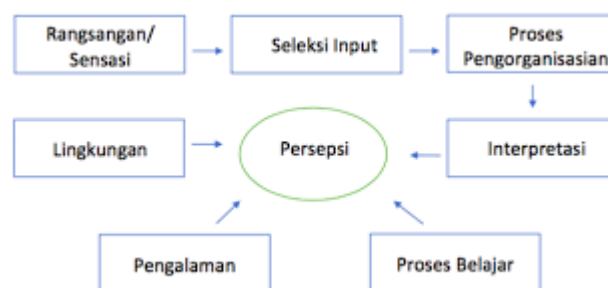 Rangsangan/
Sensasi
Seleksi Input
Proses
Pengorganisasian
Lingkungan
Persepsi
Interpretasi
Pengalaman
Proses Belajar